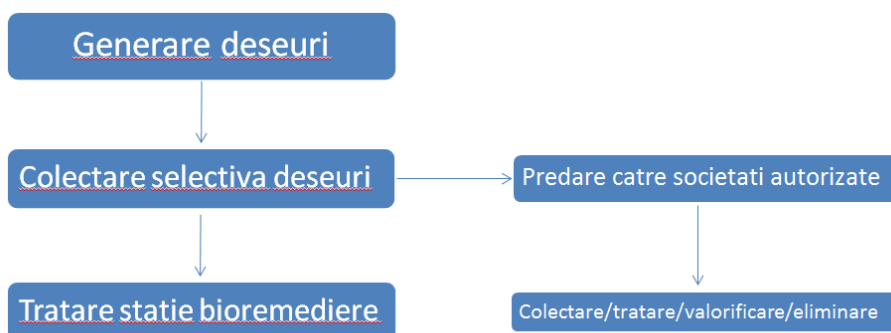 Generare deseuri
Colectare selectiva deseuri
Predare catre societati autorizate
Tratare statie bioremediere
Colectare/tratare/valorificare/eliminare